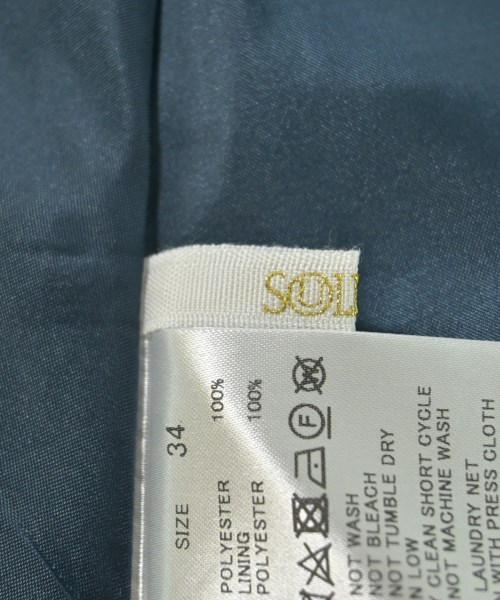 SOU
SIZE 34
POLYESTER 100%
LINING
POLYESTER 100%
F
NOT WASH
NOT BLEACH
NOT TUMBLE DRY
N LOW
Y CLEAN SHORT CYCLE
NOT MACHINE WASH
LAUNDRY NET
WITH PRESS CLOTH